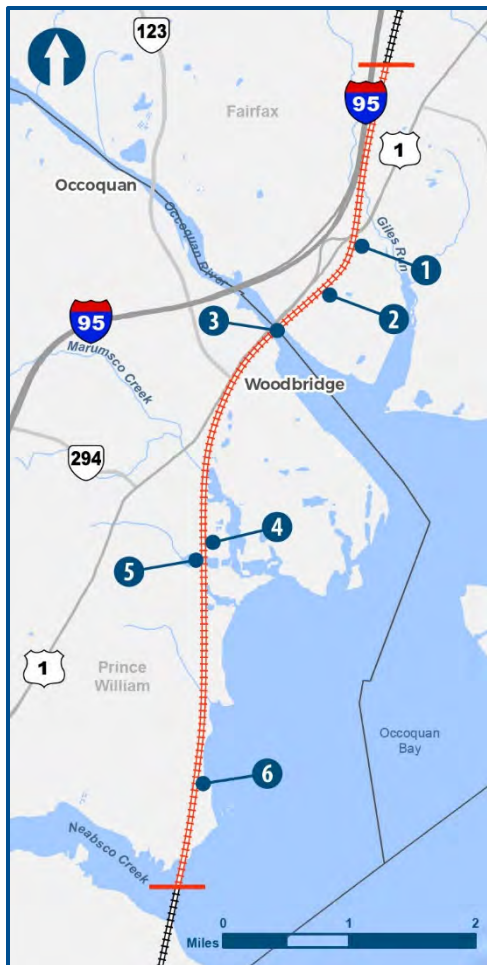 123
95
Fairfax
1
Occoquan
Occoquan River
Giles Run
1
95
2
3
Marumsco Creek
Woodbridge
294
4
5
1
Prince
William
Occoquan
Bay
6
Neabsco Creek
0 1 2
Miles